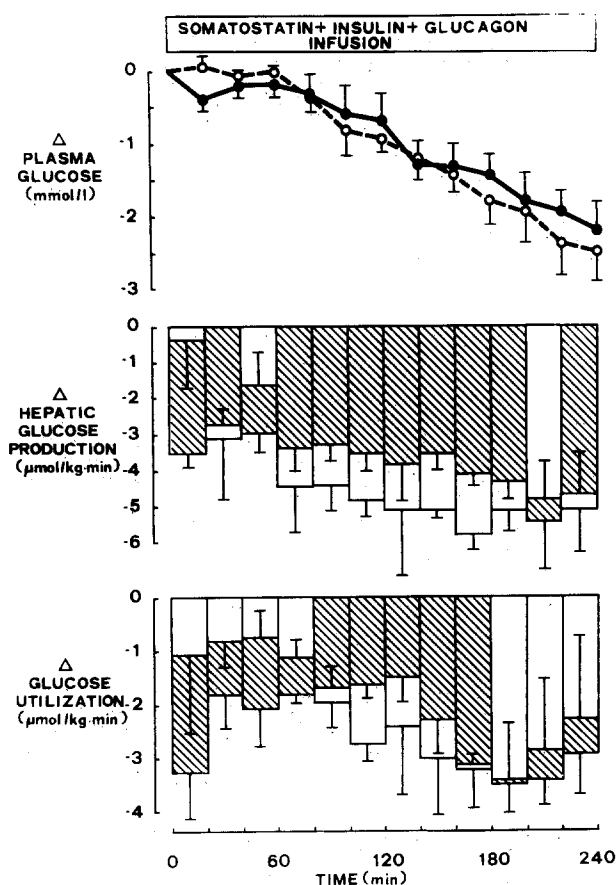 SOMATOSTATIN+ INSULIN+ GLUCAGON
INFUSION
0
-1
-2
-3
△
PLASMA
GLUCOSE
(mmol/l)
0
-1
-2
-3
-4
-5
-6
△
HEPATIC
GLUCOSE
PRODUCTION
(µmol/kg·min)
0
-1
-2
-3
-4
△
GLUCOSE
UTILIZATION
(µmol/kg·min)
0 60 120 180 240
TIME (min)